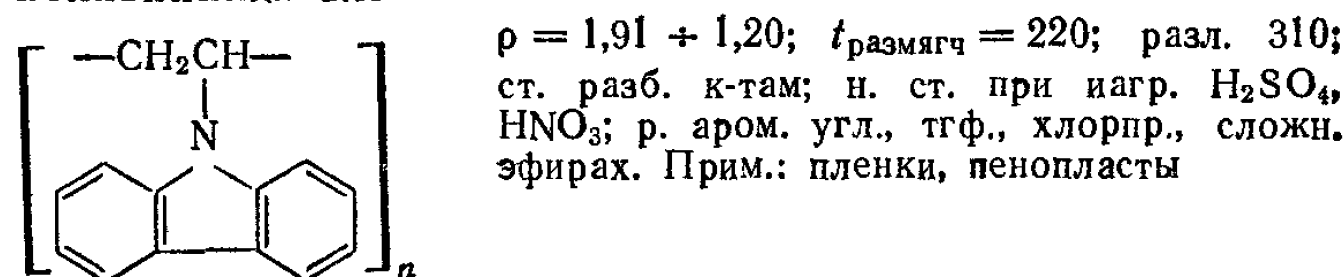 —CH₂CH—
N
n
ρ = 1,91 ÷ 1,20; tразмягч = 220; разл. 310;
ст. разб. к-там; н. ст. при иагр. H₂SO₄,
HNO₃; р. аром. угл., тгф., хлорпр., сложн.
эфирах. Прим.: пленки, пенопласты